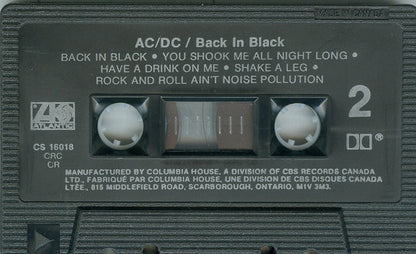 MADE IN CANADA
AC/DC / Back In Black
BACK IN BLACK • YOU SHOOK ME ALL NIGHT LONG •
HAVE A DRINK ON ME • SHAKE A LEG •
ROCK AND ROLL AIN'T NOISE POLLUTION
ATLANTIC
2
CS 16018
CRC
CR
MANUFACTURED BY COLUMBIA HOUSE, A DIVISION OF CBS RECORDS CANADA
LTD., FABRIQUÉ PAR COLUMBIA HOUSE, UNE DIVISION DE CBS DISQUES CANADA
LTÉE., 815 MIDDLEFIELD ROAD, SCARBOROUGH, ONTARIO, M1V 3M3.